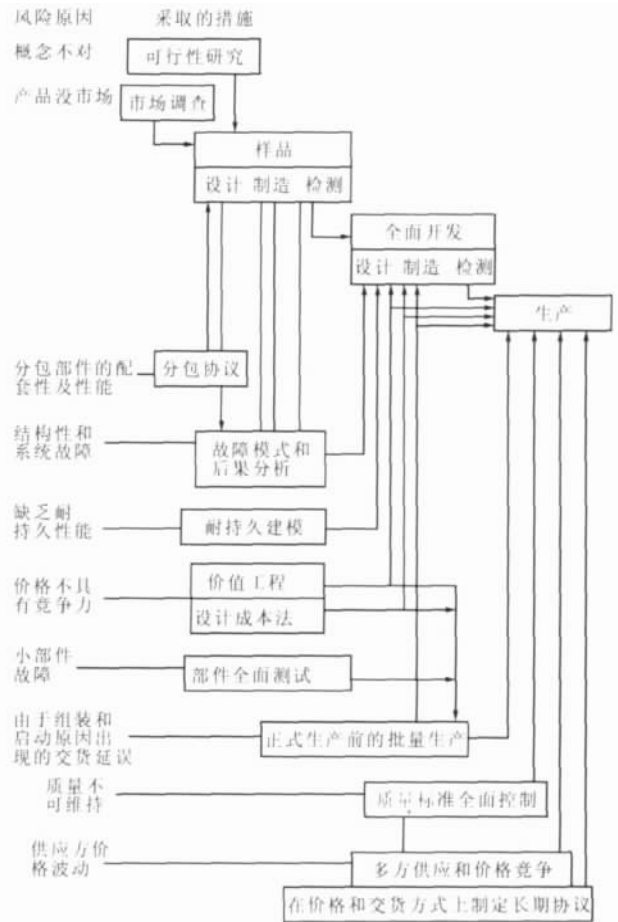 风险原因 采取的措施
概念不对
可行性研究
产品没市场
市场调查
样品
设计 制造 检测
全面开发
设计 制造 检测
生产
分包部件的配
套性及性能
分包协议
结构性和
系统故障
故障模式和
后果分析
缺乏耐
持久性能
耐持久建模
价格不具
有竞争力
价值工程
设计成本法
小部件
故障
部件全面测试
由于组装和
启动原因出
现的交货延误
正式生产前的批量生产
质量不
可维持
质量标准全面控制
供应方价
格波动
多方供应和价格竞争
在价格和交货方式上制定长期协议